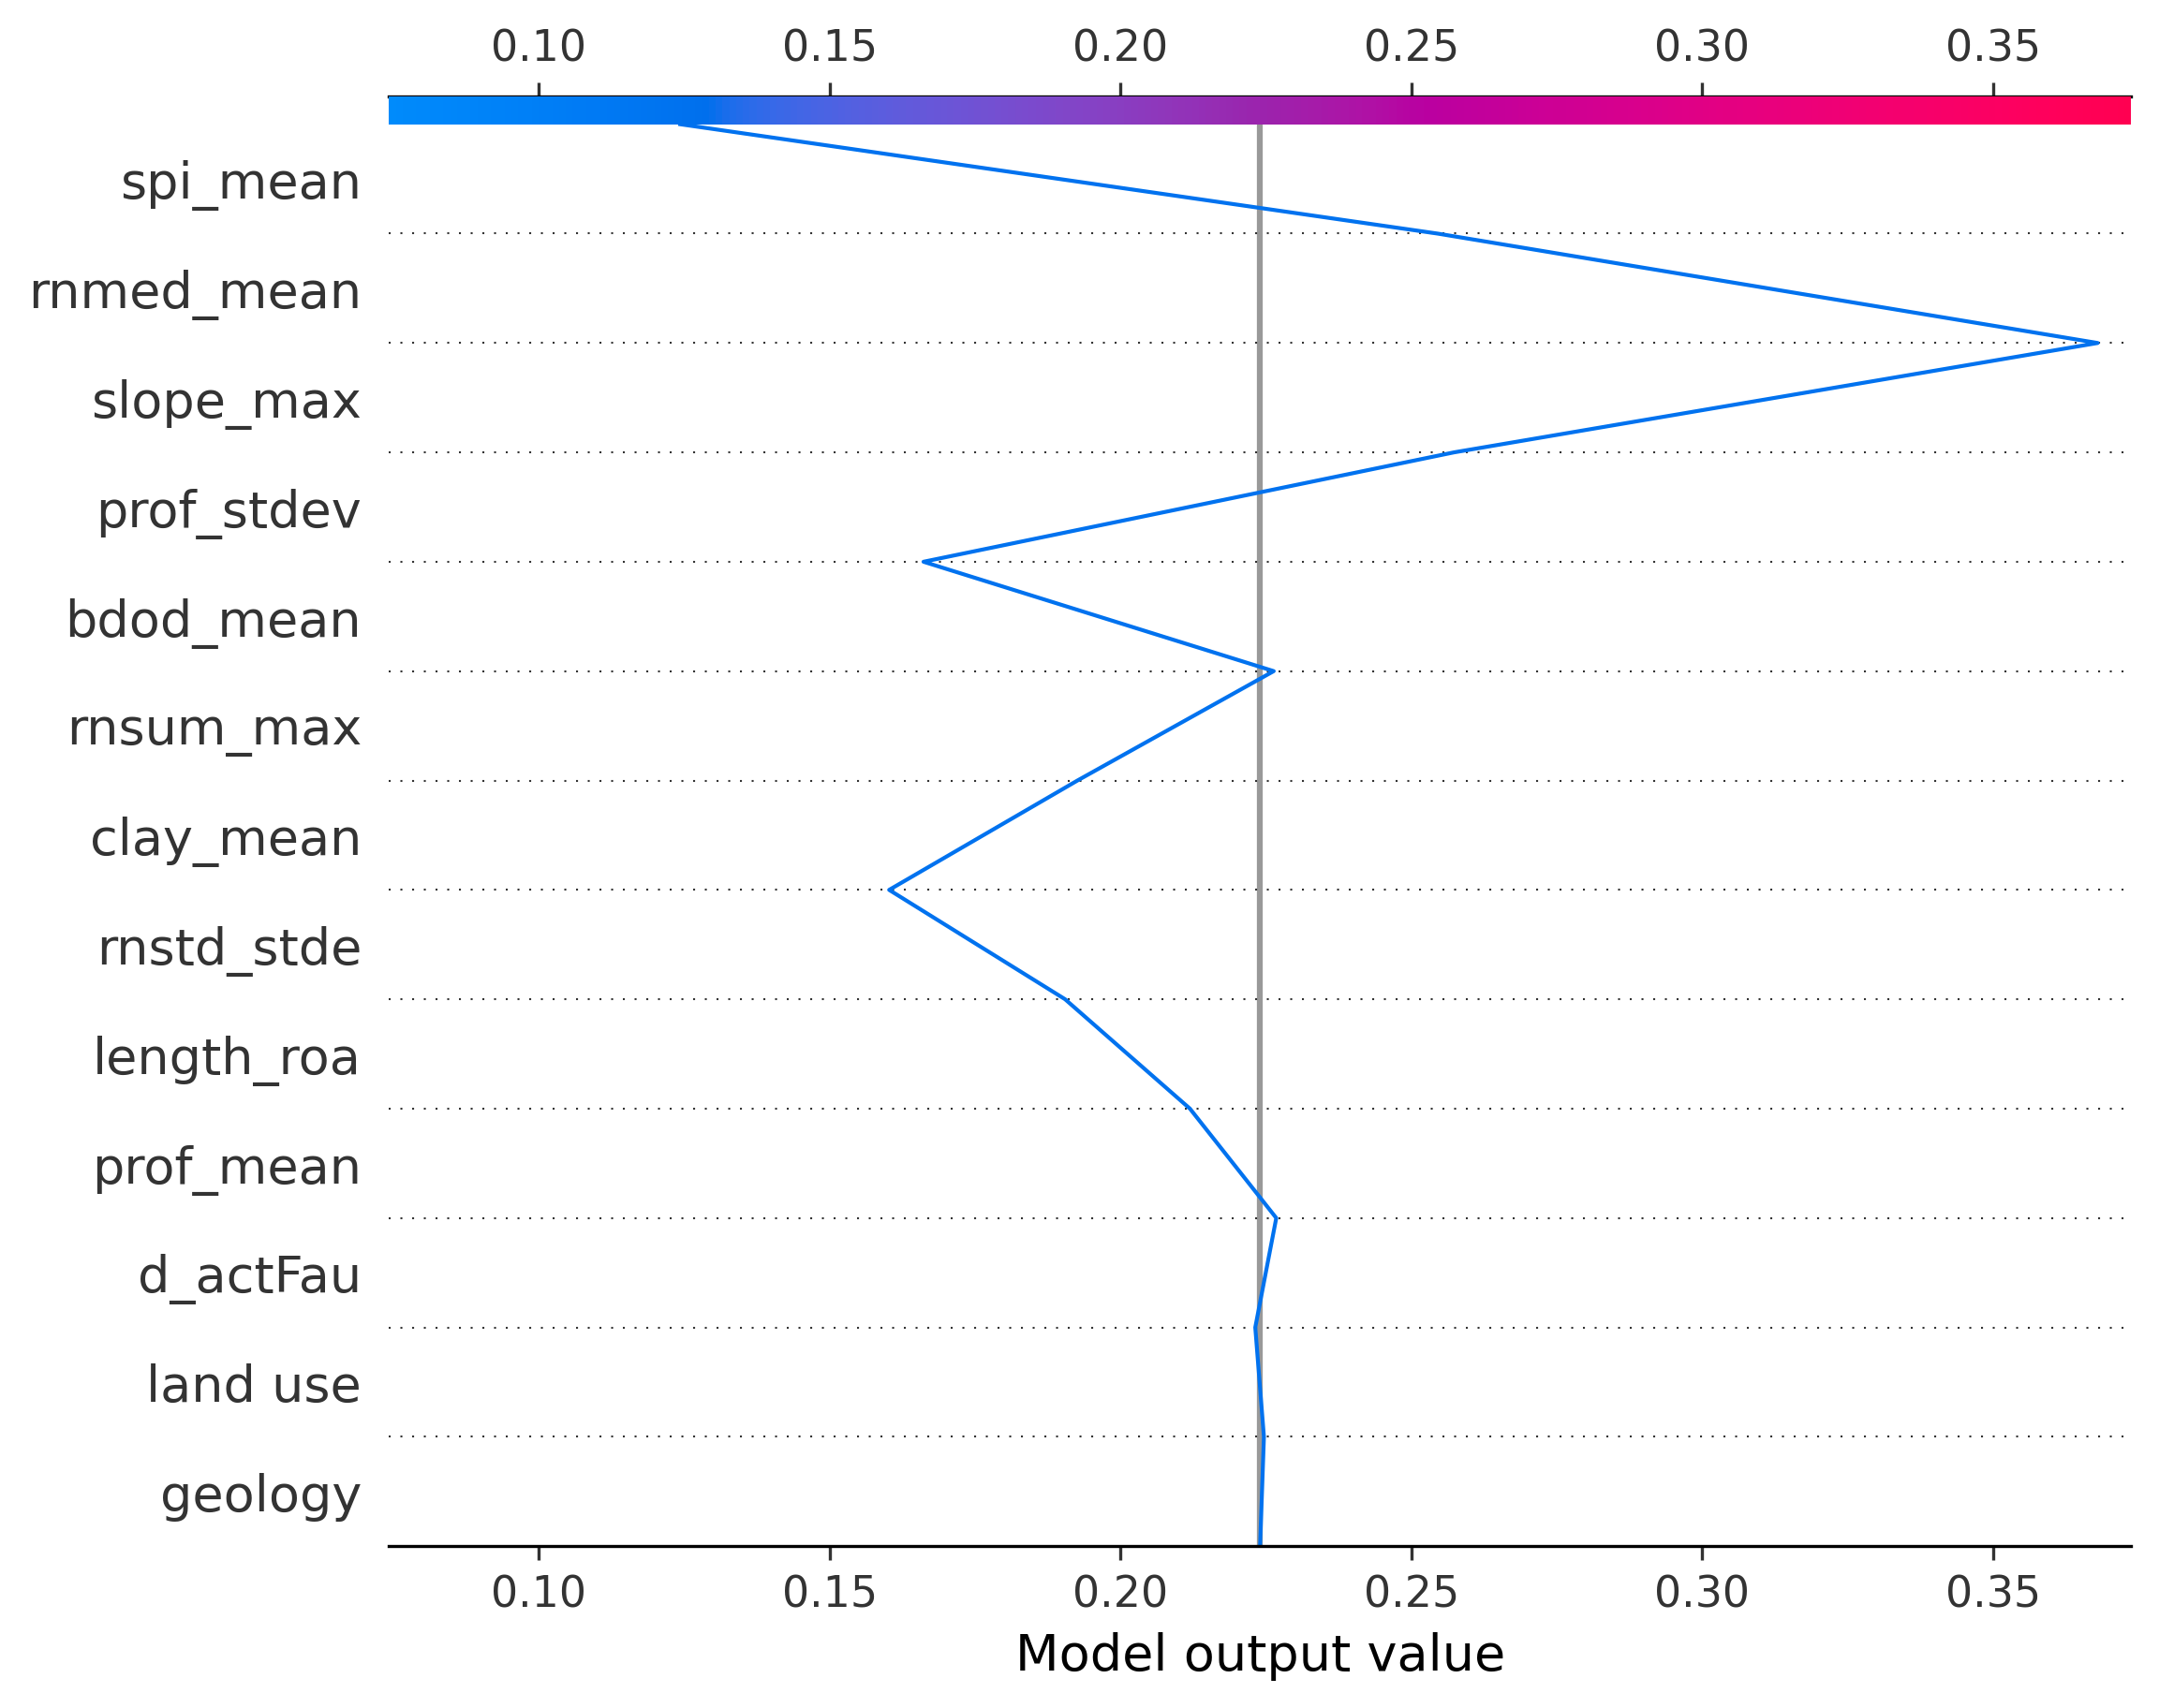 0.10 0.15 0.20 0.25 0.30 0.35
spi_mean
rnmed_mean
slope_max
prof_stdev
bdod_mean
rnsum_max
clay_mean
rnstd_stde
length_roa
prof_mean
d_actFau
land use
geology
0.10 0.15 0.20 0.25 0.30 0.35
Model output value